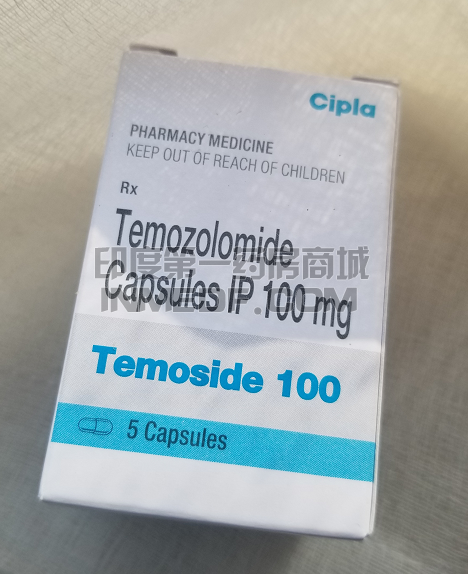 Cipla
PHARMACY MEDICINE
KEEP OUT OF REACH OF CHILDREN
Rx
Temozolomide
印度第一药房商城
Capsules IP 100 mg
Temoside 100
5 Capsules